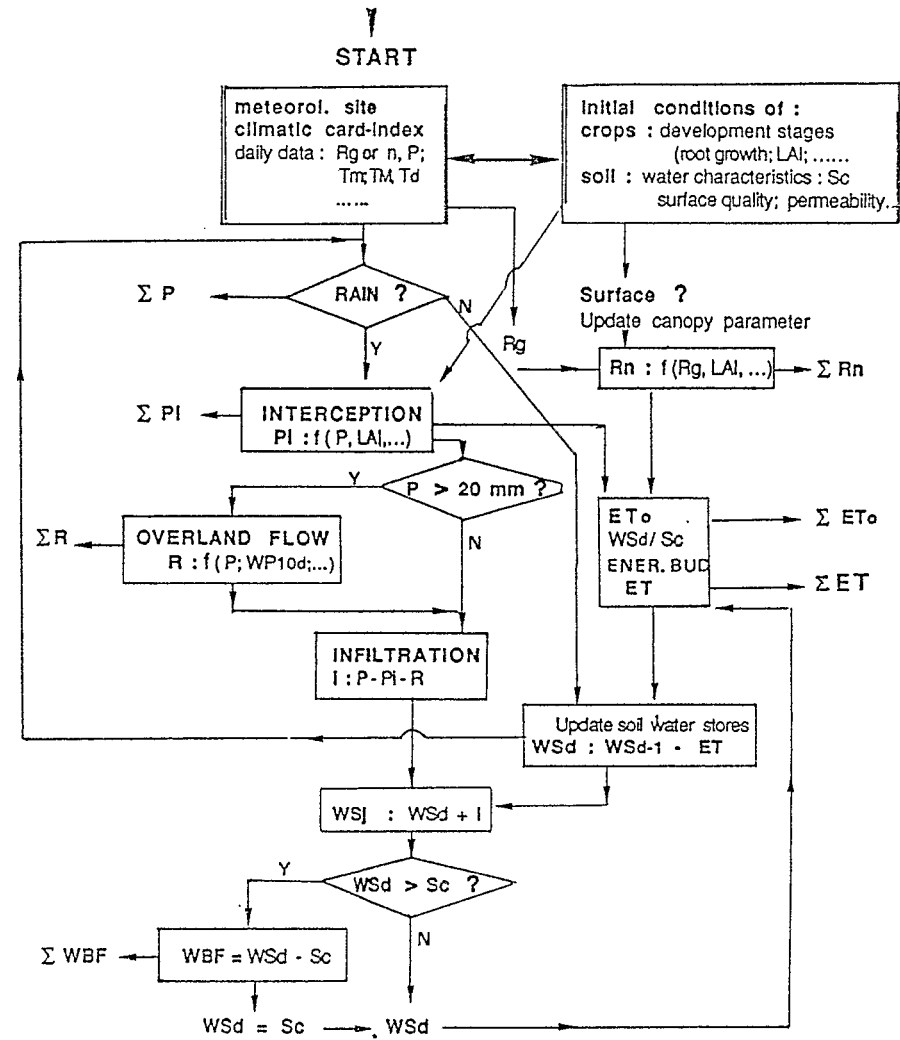 START
meteorol. site
climatic card-index
daily data : Rg or n, P;
Tm; TM, Td
......
Initial conditions of :
crops : development stages
(root growth; LAI; ......
soil : water characteristics : Sc
surface quality; permeability...
Σ P
RAIN ?
N
Y
Rg
Surface ?
Update canopy parameter
Rn : f (Rg, LAI, ...)
Σ Rn
Σ PI
INTERCEPTION
PI : f ( P, LAI,...)
Y
P > 20 mm ?
N
ΣR
OVERLAND FLOW
R : f ( P; WP10d;...)
ETo
WSd / Sc
ENER. BUD
ET
Σ ETo
Σ ET
INFILTRATION
I : P - Pi - R
Update soil water stores
WSd : WSd-1 - ET
: WSd + I
Y
WSd > Sc ?
N
Σ WBF
WBF = WSd - Sc
WSd = Sc
WSd